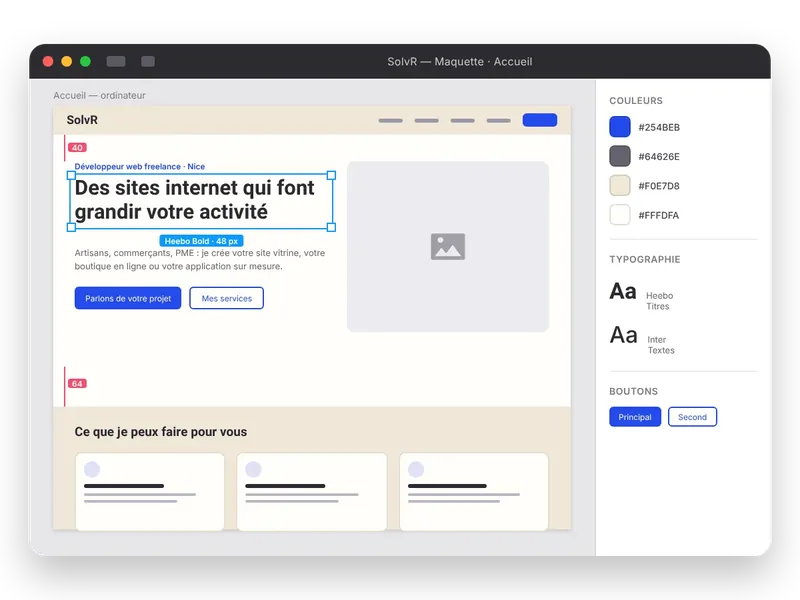 SolvR — Maquette · Accueil
Accueil — ordinateur
SolvR
40
Développeur web freelance · Nice
Des sites internet qui font
grandir votre activité
Heebo Bold · 48 px
Artisans, commerçants, PME : je crée votre site vitrine, votre
boutique en ligne ou votre application sur mesure.
Parlons de votre projet
Mes services
64
Ce que je peux faire pour vous
COULEURS
#254BEB
#64626E
#F0E7D8
#FFFDFA
TYPOGRAPHIE
Aa Heebo
Titres
Aa Inter
Textes
BOUTONS
Principal
Second